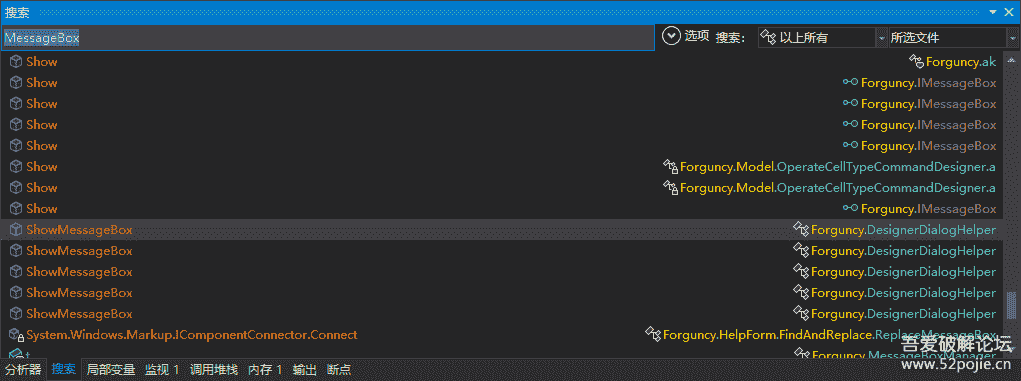 搜索
MessageBox 选项 搜索: 以上所有 所选文件
Show Forguncy.ak
Show Forguncy.IMessageBox
Show Forguncy.IMessageBox
Show Forguncy.IMessageBox
Show Forguncy.IMessageBox
Show Forguncy.Model.OperateCellTypeCommandDesigner.a
Show Forguncy.Model.OperateCellTypeCommandDesigner.a
Show Forguncy.IMessageBox
ShowMessageBox Forguncy.DesignerDialogHelper
ShowMessageBox Forguncy.DesignerDialogHelper
ShowMessageBox Forguncy.DesignerDialogHelper
ShowMessageBox Forguncy.DesignerDialogHelper
ShowMessageBox Forguncy.DesignerDialogHelper
System.Windows.Markup.IComponentConnector.Connect Forguncy.HelpForm.FindAndReplace.ReplaceMessageBox
Forguncy.MessageBoxManager
吾爱破解论坛
www.52pojie.cn
分析器 搜索 局部变量 监视 1 调用堆栈 内存 1 输出 断点